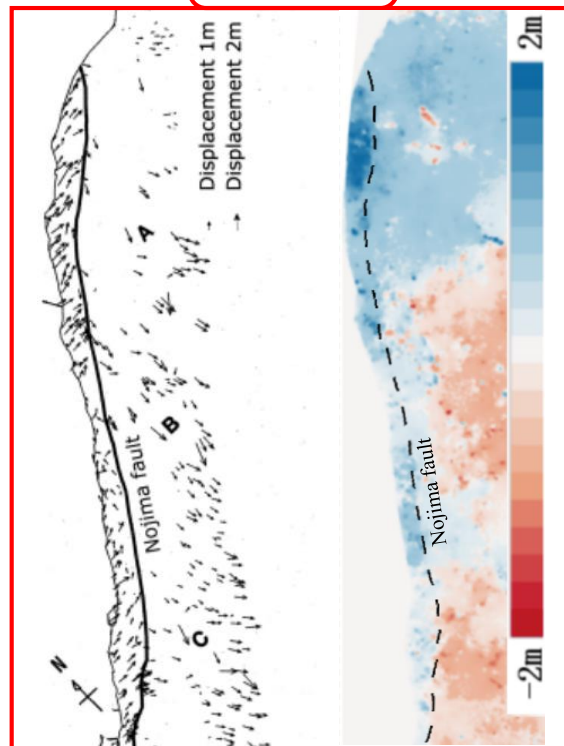 Displacement 1m
Displacement 2m
A
B
C
Nojima fault
N
2m
-2m
Nojima fault